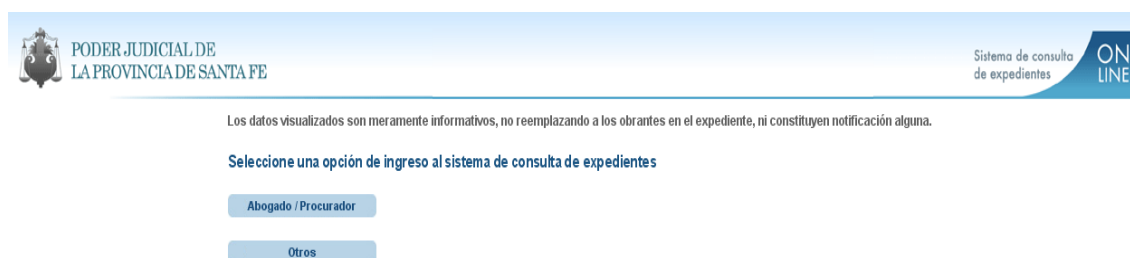 PODER JUDICIAL DE
LA PROVINCIA DE SANTA FE
Sistema de consulta
de expedientes
ON
LINE
Los datos visualizados son meramente informativos, no reemplazando a los obrantes en el expediente, ni constituyen notificación alguna.
Seleccione una opción de ingreso al sistema de consulta de expedientes
Abogado / Procurador
Otros